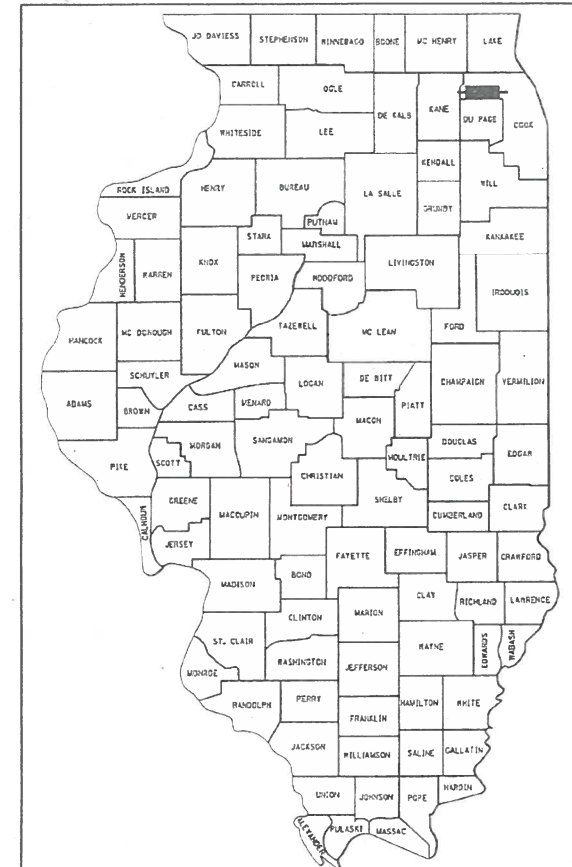 JO DAVIESS STEPHENSON WINNEBAGO BOONE MC HENRY LAKE
CARROLL OGLE DE KALB KANE DU PAGE COOK
WHITESIDE LEE
KENDALL WILL
ROCK ISLAND HENRY BUREAU LA SALLE GRUNDY
MERCER PUTNAM KANKAKEE
STARK MARSHALL
HENDERSON WARREN KNOX PEORIA WOODFORD LIVINGSTON IROQUOIS
HANCOCK MC DONOUGH FULTON TAZEWELL MC LEAN FORD
SCHUYLER MASON LOGAN DE WITT CHAMPAIGN VERMILION
ADAMS BROWN CASS MENARD MACON PIATT
PIKE SCOTT MORGAN SANGAMON CHRISTIAN MOULTRIE DOUGLAS EDGAR
COLES
CALHOUN GREENE MACOUPIN MONTGOMERY SHELBY CUMBERLAND CLARK
JERSEY
MADISON BOND FAYETTE EFFINGHAM JASPER CRAWFORD
CLINTON MARION CLAY RICHLAND LAWRENCE
ST. CLAIR WASHINGTON JEFFERSON WAYNE EDWARDS WABASH
MONROE
RANDOLPH PERRY FRANKLIN HAMILTON WHITE
JACKSON WILLIAMSON SALINE GALLATIN
UNION JOHNSON POPE HARDIN
ALEXANDER PULASKI MASSAC